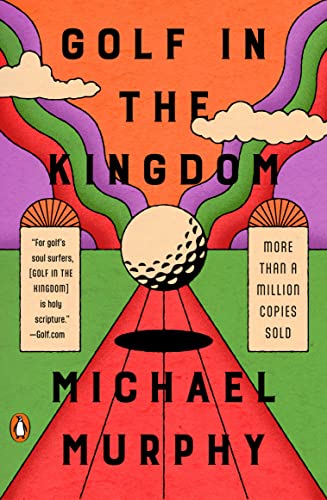 GOLF IN
THE
KINGDOM
"For golf's
soul surfers,
[GOLF IN THE
KINGDOM]
is holy
scripture."
—Golf.com
MORE
THAN A
MILLION
COPIES
SOLD
MICHAEL
MURPHY